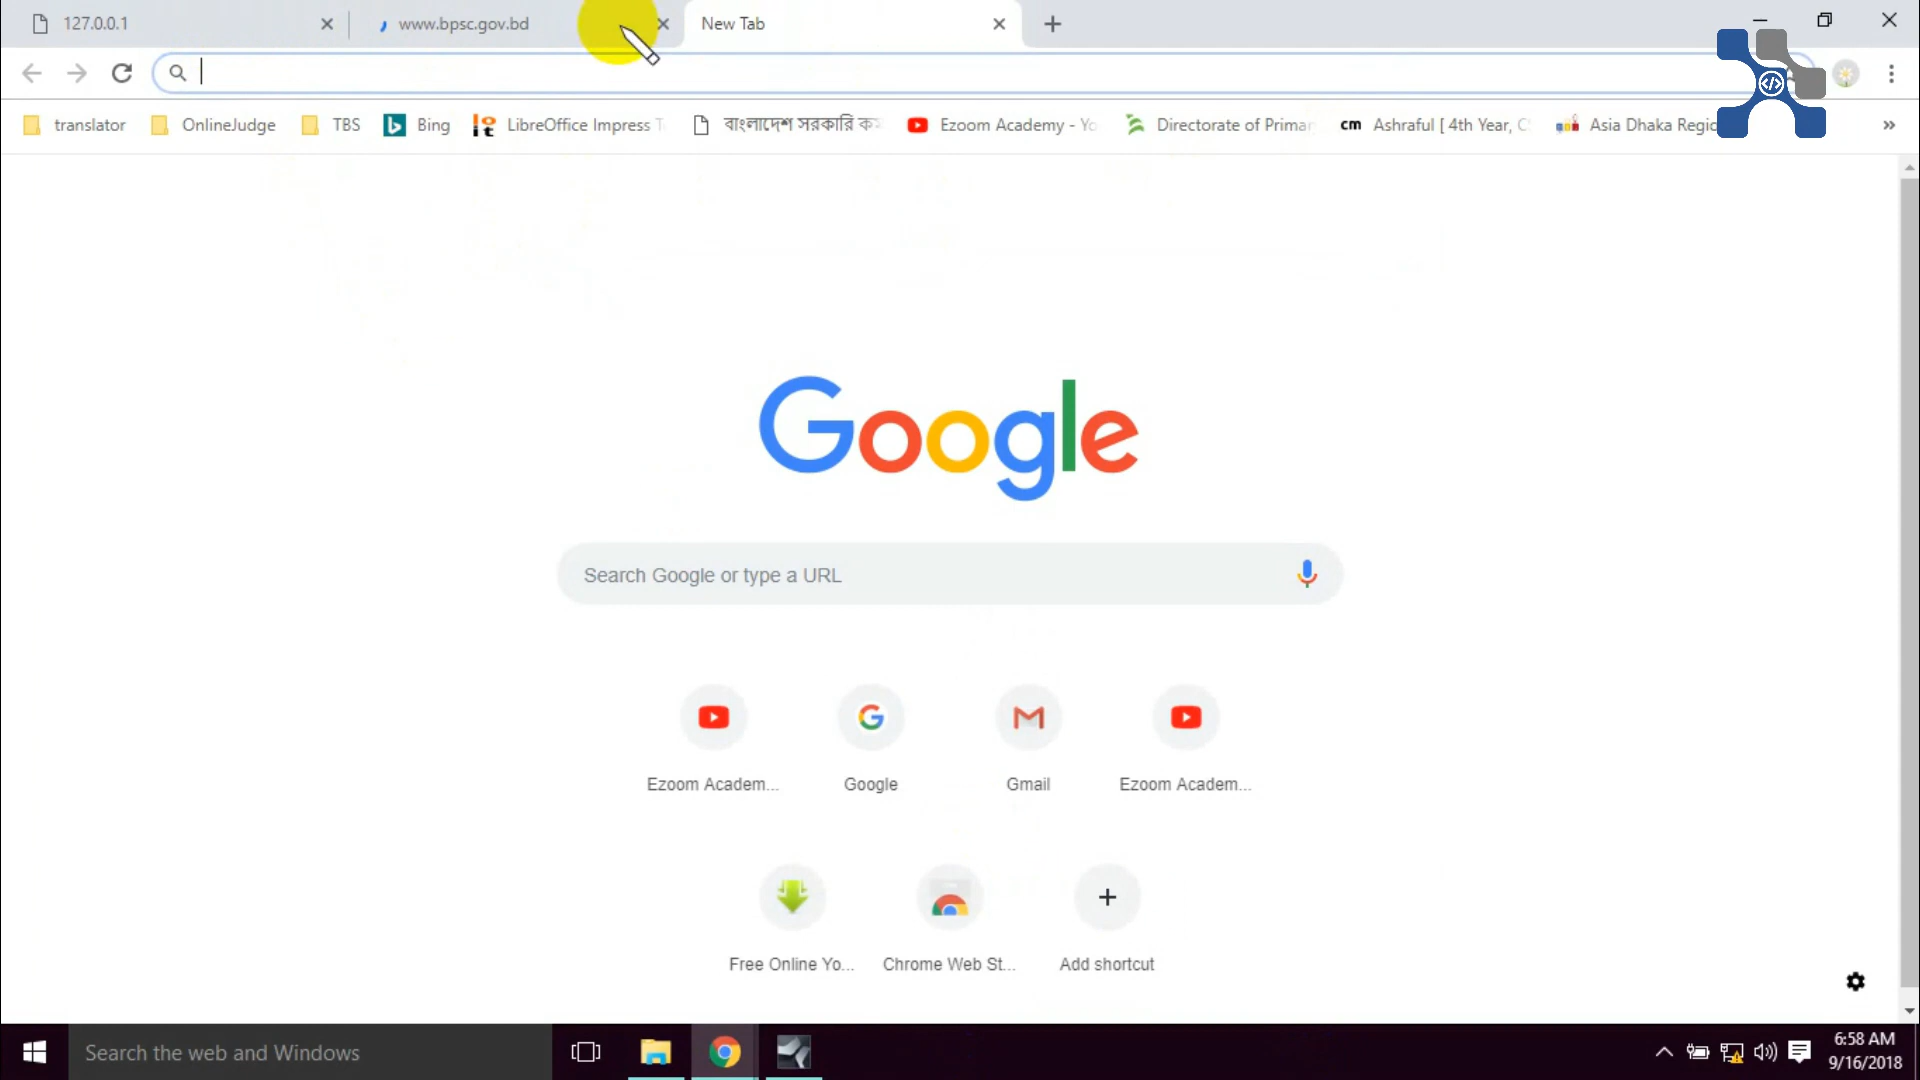 127.0.0.1
www.bpsc.gov.bd
New Tab
translator
OnlineJudge
TBS
Bing
LibreOffice Impress
বাংলাদেশ সরকারি
Ezoom Academy - Yo
Directorate of Primar
cm Ashraful [ 4th Year,
Asia Dhaka Regio
»
Google
Search Google or type a URL
Ezoom Academ...
Google
Gmail
Ezoom Academ...
Free Online Yo...
Chrome Web St...
Add shortcut
Search the web and Windows
6:58 AM
9/16/2018